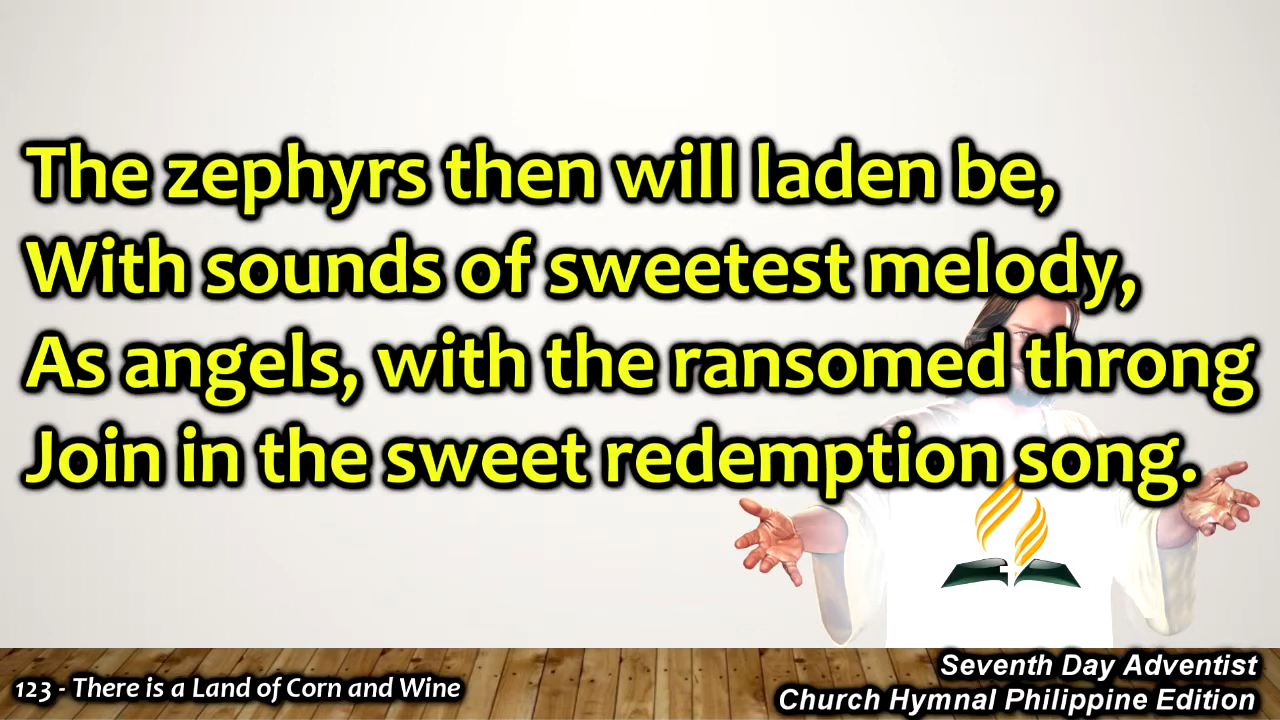 The zephyrs then will laden be,
With sounds of sweetest melody,
As angels, with the ransomed throng
Join in the sweet redemption song.
123 - There is a Land of Corn and Wine
Seventh Day Adventist
Church Hymnal Philippine Edition